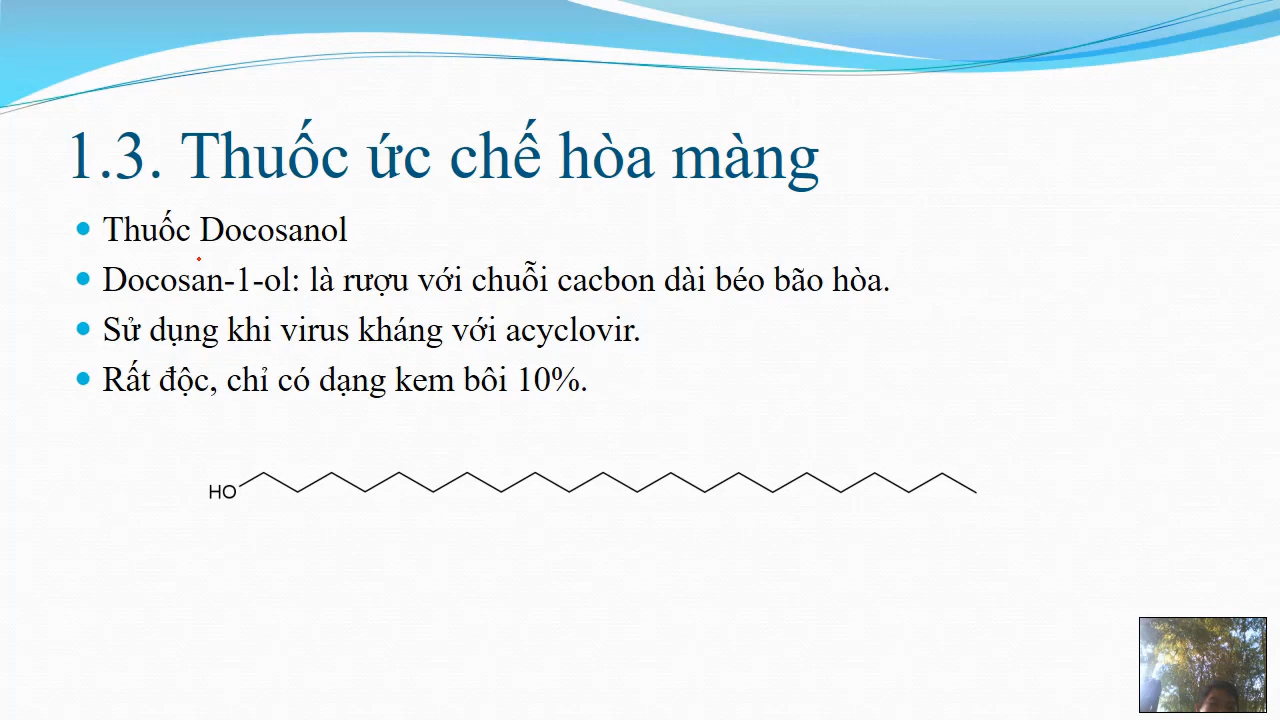 1.3. Thuốc ức chế hòa màng
Thuốc Docosanol
Docosan-1-ol: là rượu với chuỗi cacbon dài béo bão hòa.
Sử dụng khi virus kháng với acyclovir.
Rất độc, chỉ có dạng kem bôi 10%.
HO